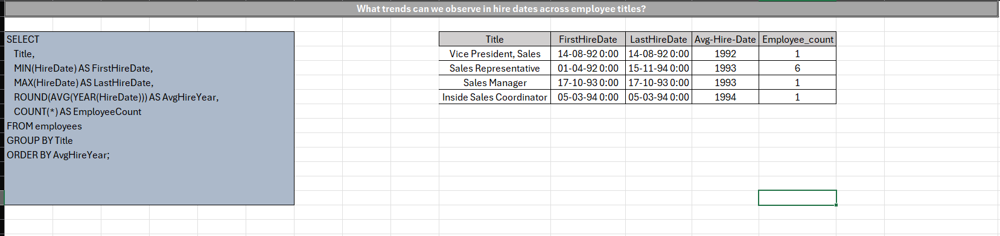 What trends can we observe in hire dates across employee titles?
SELECT
Title,
MIN(HireDate) AS FirstHireDate,
MAX(HireDate) AS LastHireDate,
ROUND(AVG(YEAR(HireDate))) AS AvgHireYear,
COUNT(*) AS EmployeeCount
FROM employees
GROUP BY Title
ORDER BY AvgHireYear;
Title FirstHireDate LastHireDate Avg-Hire-Date Employee_count
Vice President, Sales 14-08-92 0:00 14-08-92 0:00 1992 1
Sales Representative 01-04-92 0:00 15-11-94 0:00 1993 6
Sales Manager 17-10-93 0:00 17-10-93 0:00 1993 1
Inside Sales Coordinator 05-03-94 0:00 05-03-94 0:00 1994 1